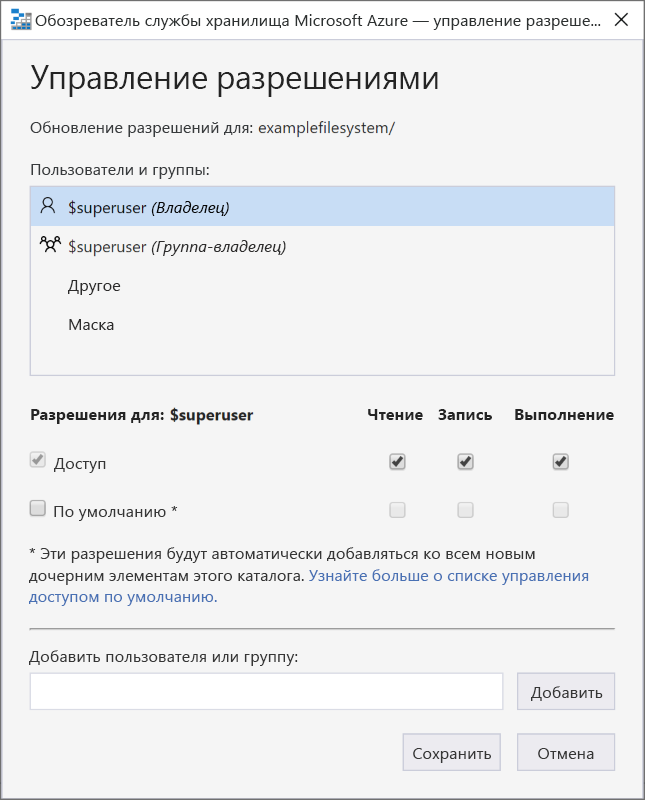 Обозреватель службы хранилища Microsoft Azure — управление разреше...
Управление разрешениями
Обновление разрешений для: examplefilesystem/
Пользователи и группы:
$superuser (Владелец)
$superuser (Группа-владелец)
Другое
Маска
Разрешения для: $superuser Чтение Запись Выполнение
Доступ
По умолчанию *
* Эти разрешения будут автоматически добавляться ко всем новым
дочерним элементам этого каталога. Узнайте больше о списке управления
доступом по умолчанию.
Добавить пользователя или группу:
Добавить
Сохранить Отмена